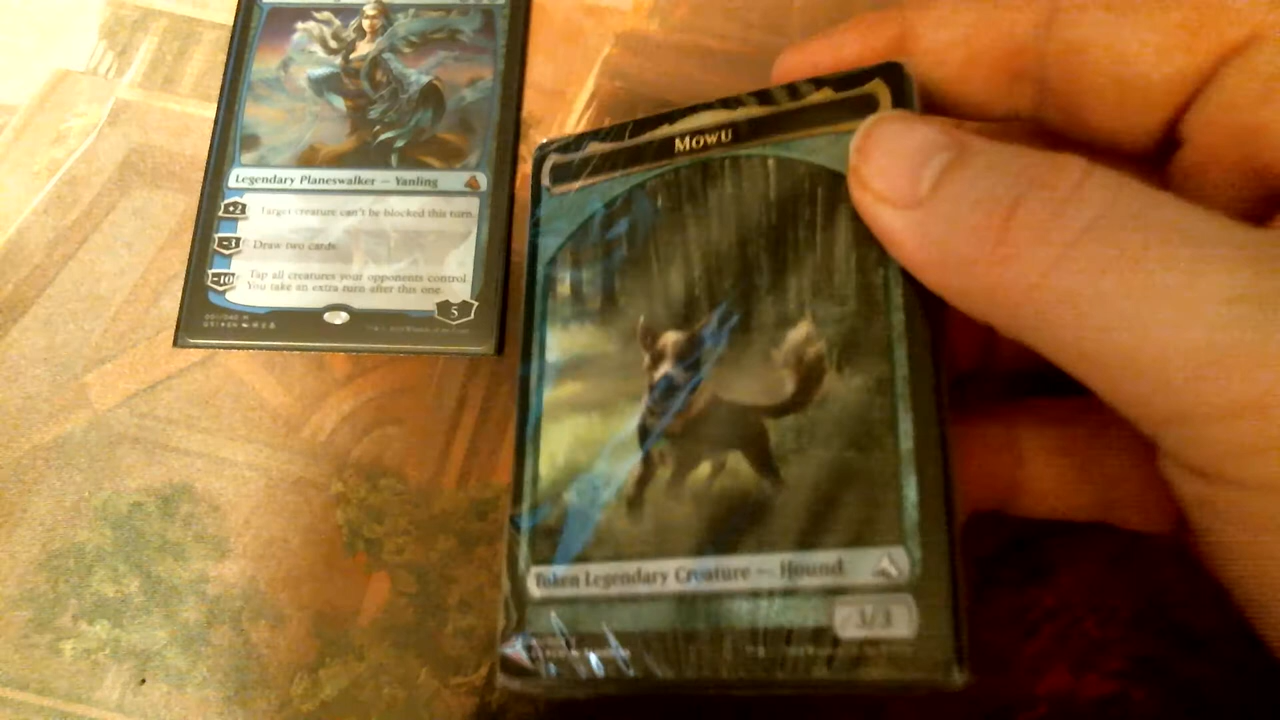 Legendary Planeswalker — Yanling
+2 Target creature can't be blocked this turn.
-3 Draw two cards.
-10 Tap all creatures your opponents control.
You take an extra turn after this one.
5
Mowu
Token Legendary Creature — Hound
3/3